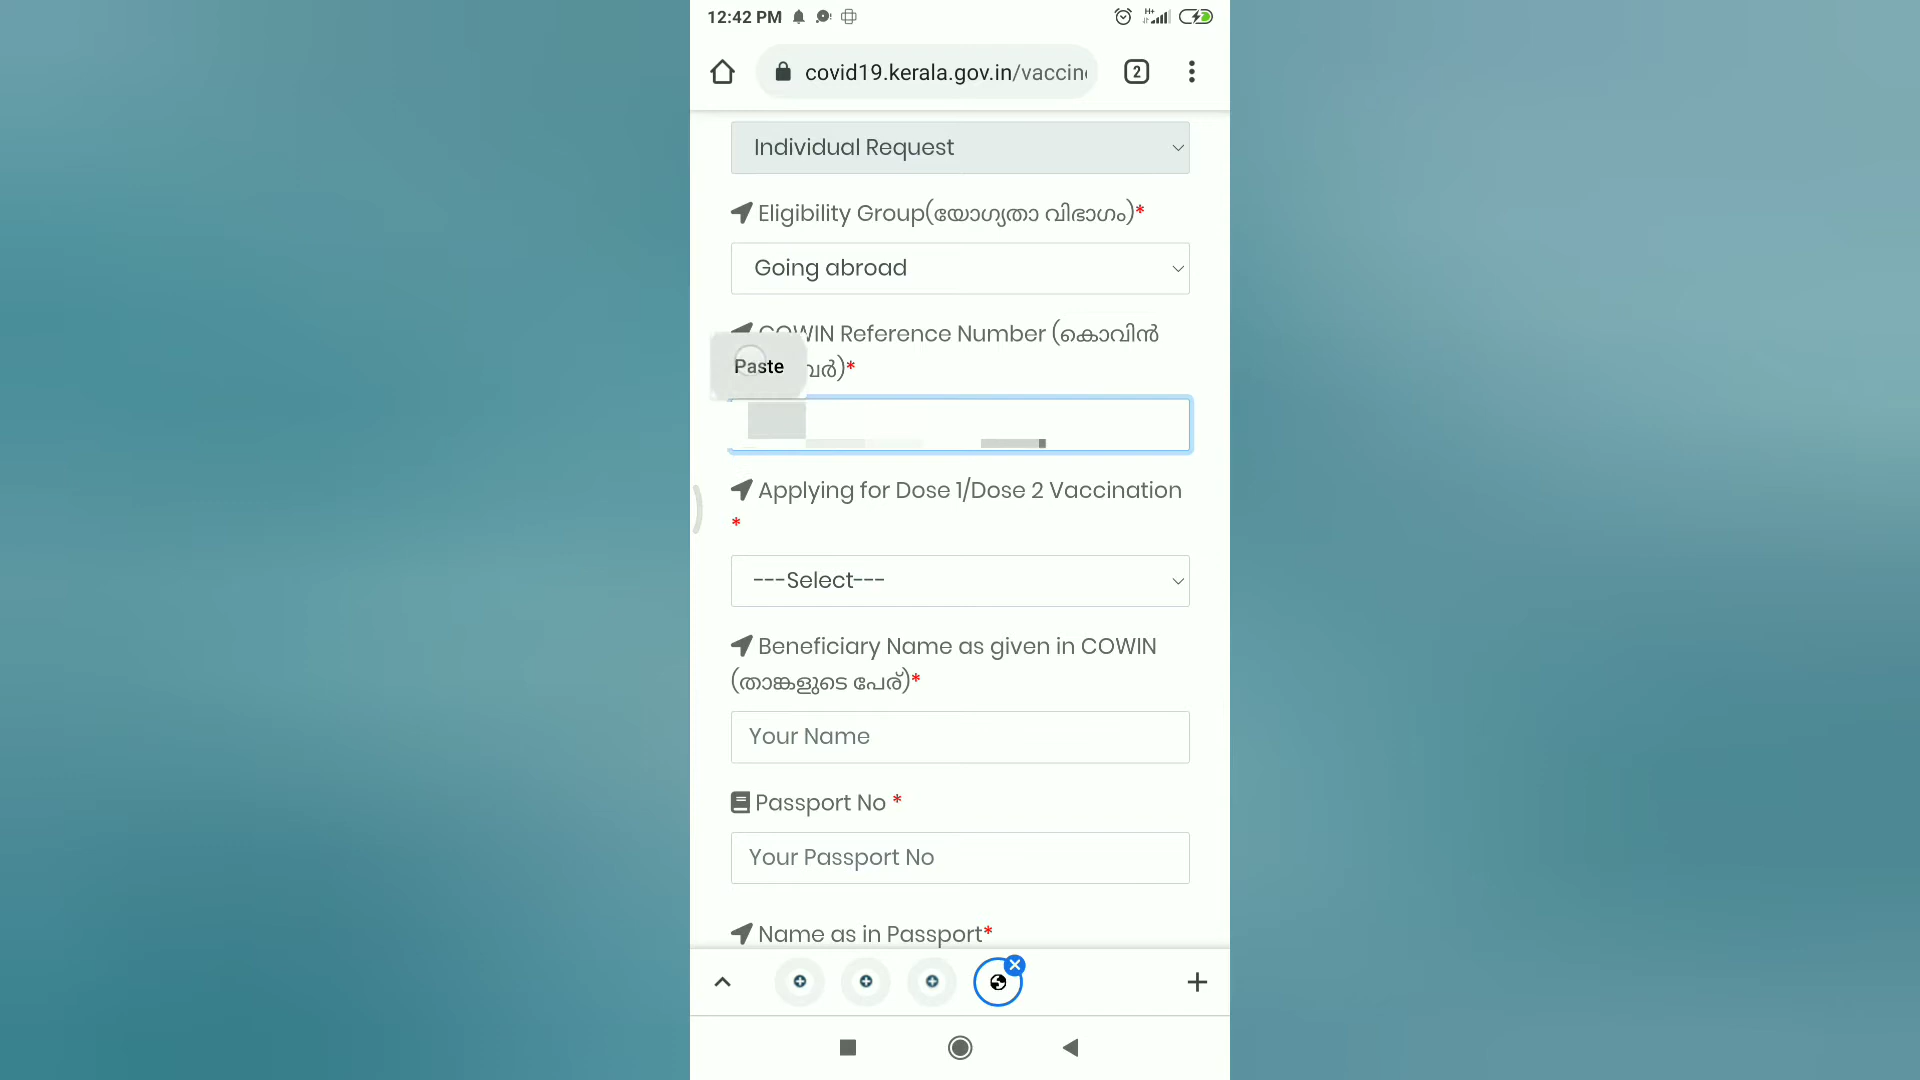 12:42 PM
covid19.kerala.gov.in/vaccin
2
Individual Request
Eligibility Group(യോഗ്യതാ വിഭാഗം)*
Going abroad
COWIN Reference Number (കൊവിൻ
Paste
*
Applying for Dose 1/Dose 2 Vaccination
*
---Select---
Beneficiary Name as given in COWIN
(താങ്കളുടെ പേര്)*
Your Name
Passport No *
Your Passport No
Name as in Passport*